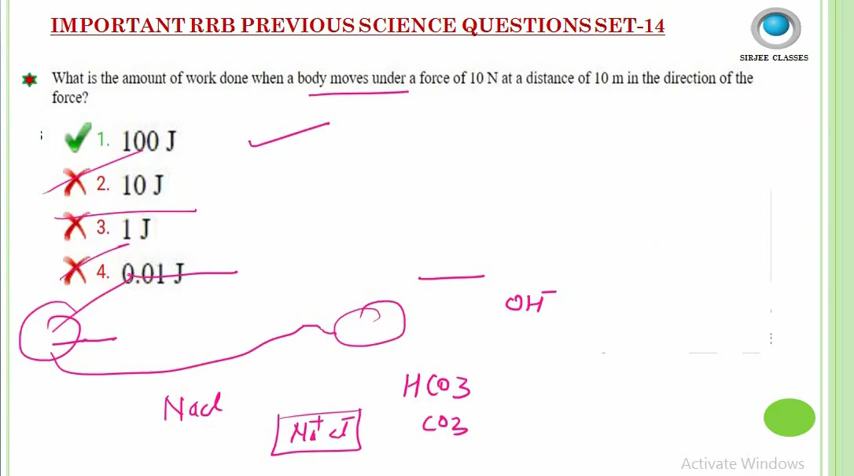 IMPORTANT RRB PREVIOUS SCIENCE QUESTIONS SET-14
SIRJEE CLASSES
What is the amount of work done when a body moves under a force of 10 N at a distance of 10 m in the direction of the
force?
1. 100 J
2. 10 J
3. 1 J
4. 0.01 J
OH⁻
HCO3
Nacl
CO3
Activate Windows